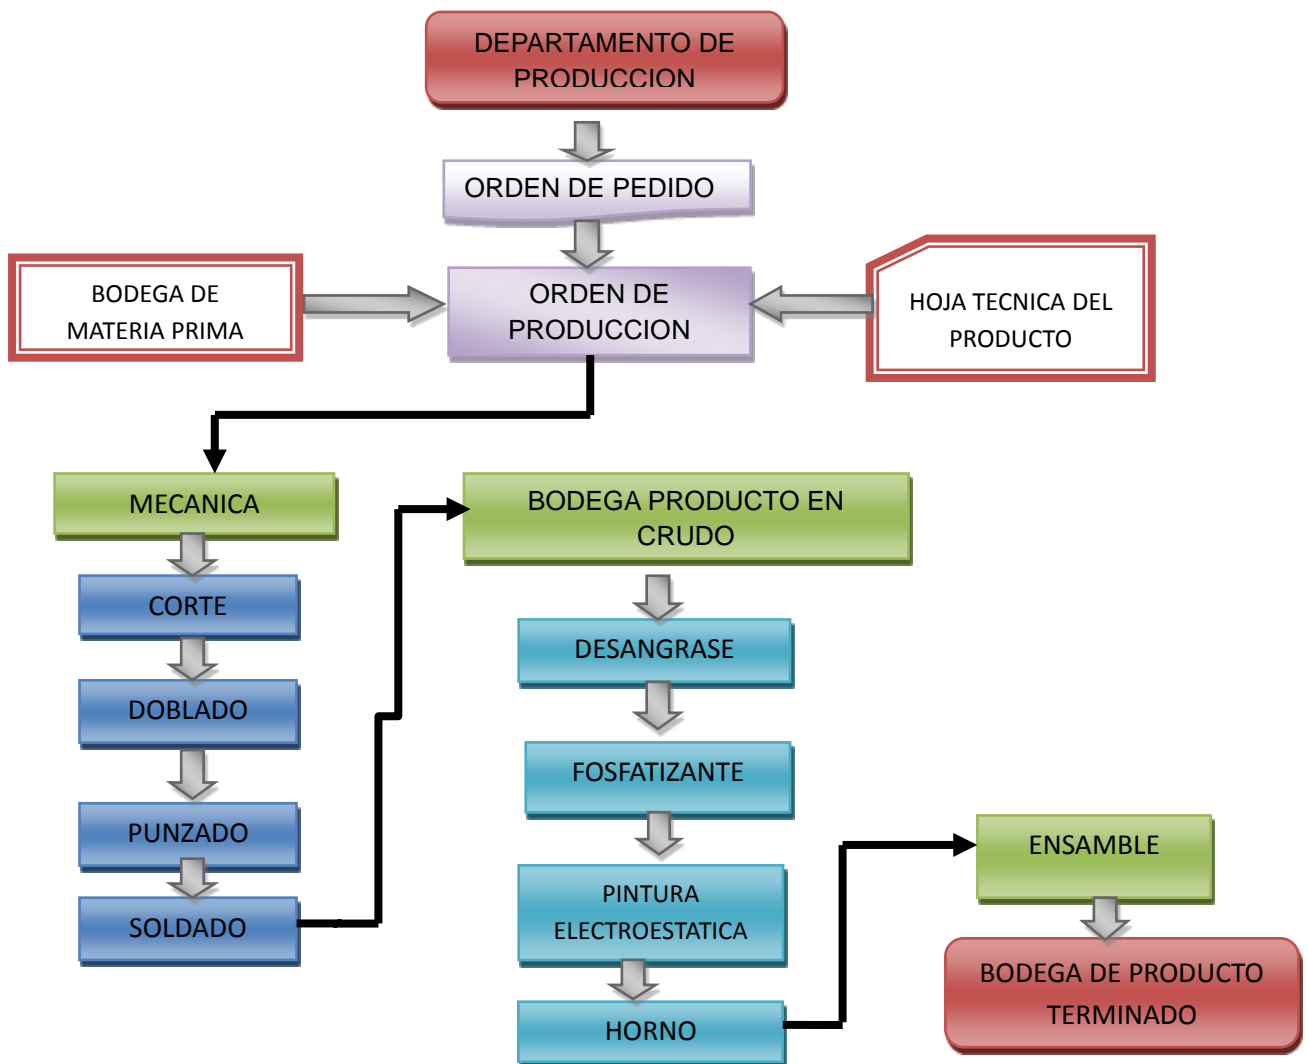 DEPARTAMENTO DE
PRODUCCION
ORDEN DE PEDIDO
BODEGA DE
MATERIA PRIMA
ORDEN DE
PRODUCCION
HOJA TECNICA DEL
PRODUCTO
MECANICA
CORTE
DOBLADO
PUNZADO
SOLDADO
BODEGA PRODUCTO EN
CRUDO
DESANGRASE
FOSFATIZANTE
PINTURA
ELECTROESTATICA
HORNO
ENSAMBLE
BODEGA DE PRODUCTO
TERMINADO